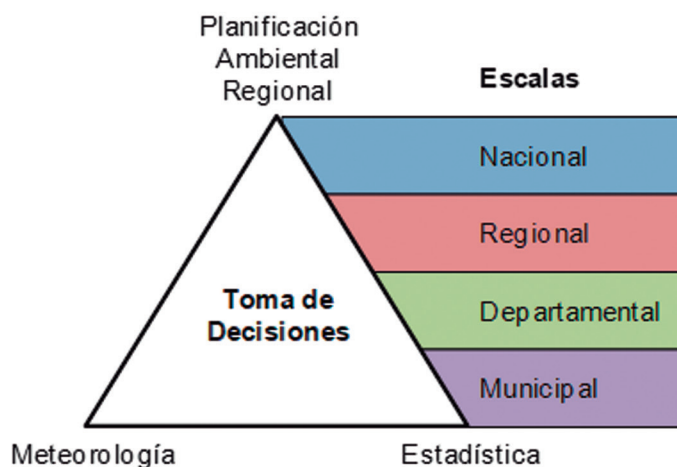 Planificación
Ambiental
Regional
Escalas
Nacional
Regional
Toma de
Decisiones
Departamental
Municipal
Meteorología
Estadística